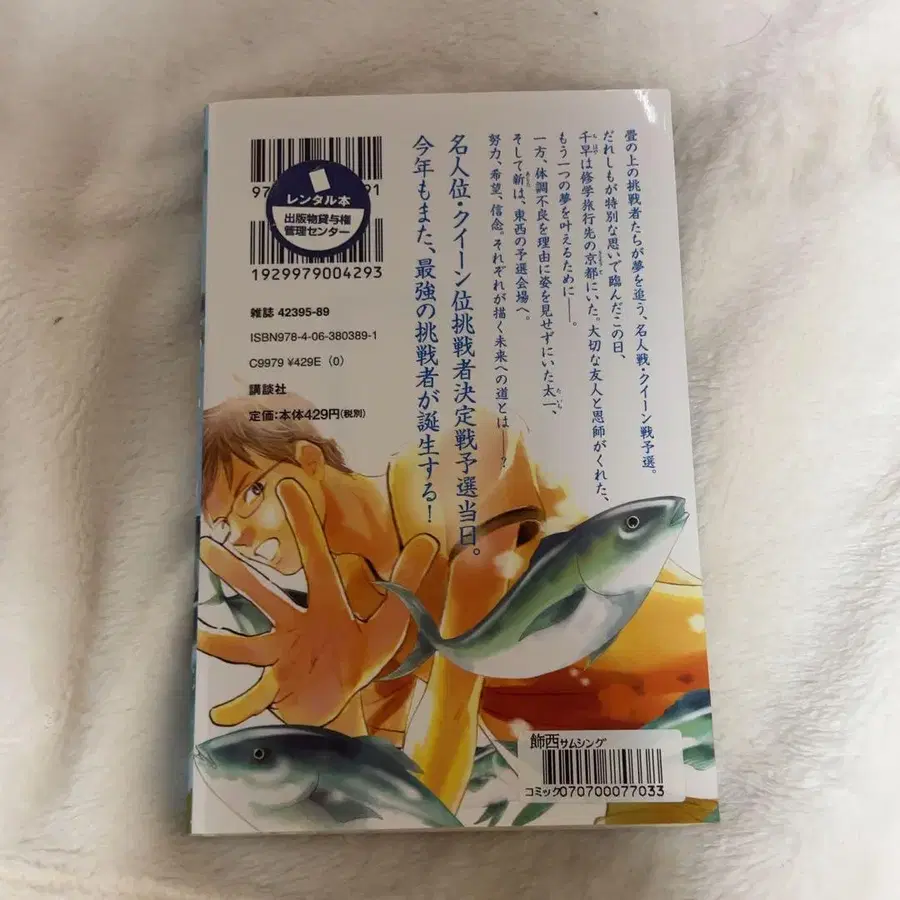 畳の上の挑戦者たちが夢を追う、名人戦・クイーン戦予選。
だれしもが特別な思いで臨んだこの日、
千早は修学旅行先の京都にいた。大切な友人と恩師がくれた、
もう一つの夢を叶えるために――。
一方、体調不良を理由に姿を見せずにいた太一、
そして新は、東西の予選会場へ。
努力、希望、信念。それぞれが描く未来への道とは――?
名人位・クイーン位挑戦者決定戦予選当日。
今年もまた、最強の挑戦者が誕生する!
レンタル本
出版物貸与権
管理センター
1929979004293
雑誌 42395-89
ISBN978-4-06-380389-1
C9979 ¥429E (0)
講談社
定価:本体429円(税別)
飾西サムシング
コミック070700077033